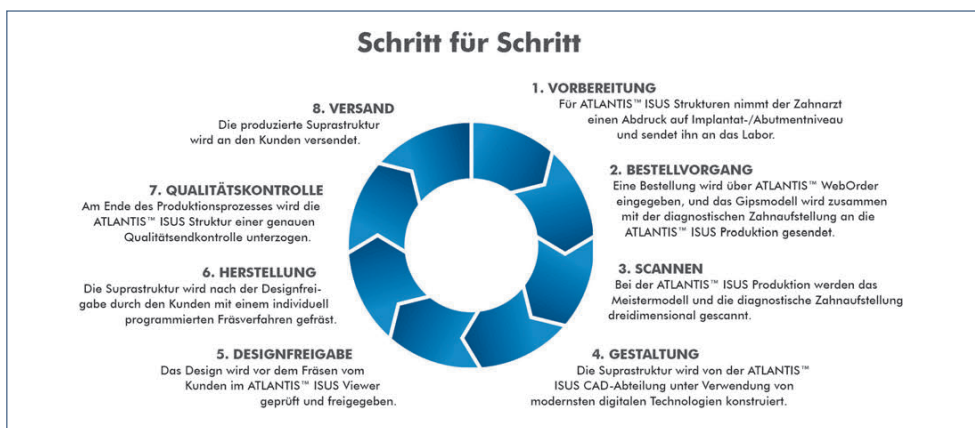 Schritt für Schritt
1. VORBEREITUNG
Für ATLANTIS™ ISUS Strukturen nimmt der Zahnarzt
einen Abdruck auf Implantat-/Abutmentniveau
und sendet ihn an das Labor.
2. BESTELLVORGANG
Eine Bestellung wird über ATLANTIS™ WebOrder
eingegeben, und das Gipsmodell wird zusammen
mit der diagnostischen Zahnaufstellung an die
ATLANTIS™ ISUS Produktion gesendet.
3. SCANNEN
Bei der ATLANTIS™ ISUS Produktion werden das
Meistermodell und die diagnostische Zahnaufstellung
dreidimensional gescannt.
4. GESTALTUNG
Die Suprastruktur wird von der ATLANTIS™
ISUS CAD-Abteilung unter Verwendung von
modernsten digitalen Technologien konstruiert.
5. DESIGNFREIGABE
Das Design wird vor dem Fräsen vom
Kunden im ATLANTIS™ ISUS Viewer
geprüft und freigegeben.
6. HERSTELLUNG
Die Suprastruktur wird nach der Designfrei-
gabe durch den Kunden mit einem individuell
programmierten Fräsverfahren gefräst.
7. QUALITÄTSKONTROLLE
Am Ende des Produktionsprozesses wird die
ATLANTIS™ ISUS Struktur einer genauen
Qualitätsendkontrolle unterzogen.
8. VERSAND
Die produzierte Suprastruktur
wird an den Kunden versendet.